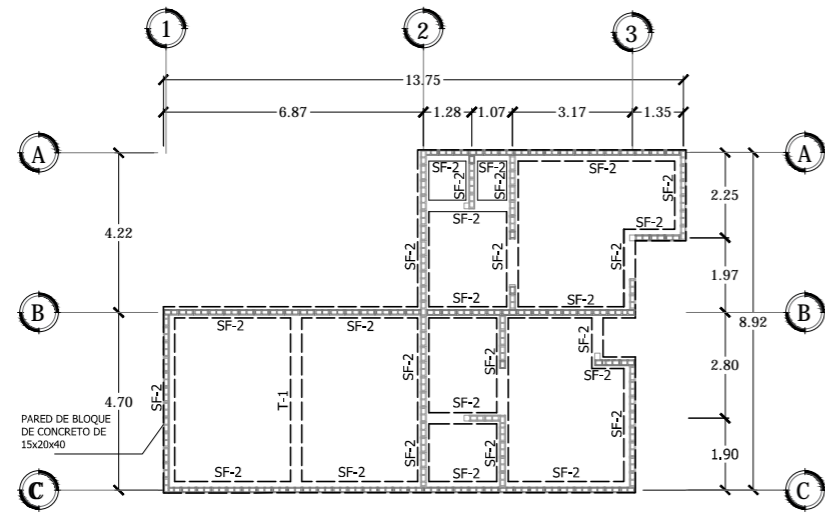 1
2
3
13.75
6.87
1.28
1.07
3.17
1.35
A
A
SF-2
SF-2
SF-2
SF-2
SF-2
SF-2
2.25
4.22
SF-2
SF-2
SF-2
SF-2
SF-2
1.97
SF-2
SF-2
B
B
SF-2
SF-2
8.92
SF-2
SF-2
SF-2
SF-2
2.80
SF-2
T-1
SF-2
4.70
PARED DE BLOQUE
DE CONCRETO DE
15x20x40
SF-2
SF-2
1.90
SF-2
SF-2
SF-2
SF-2
C
C